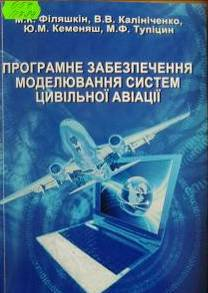 М.К. Філяшкін, В.В. Калініченко,
Ю.М. Кеменяш, М.Ф. Тупіцин
ПРОГРАМНЕ ЗАБЕЗПЕЧЕННЯ
МОДЕЛЮВАННЯ СИСТЕМ
ЦИВІЛЬНОЇ АВІАЦІЇ